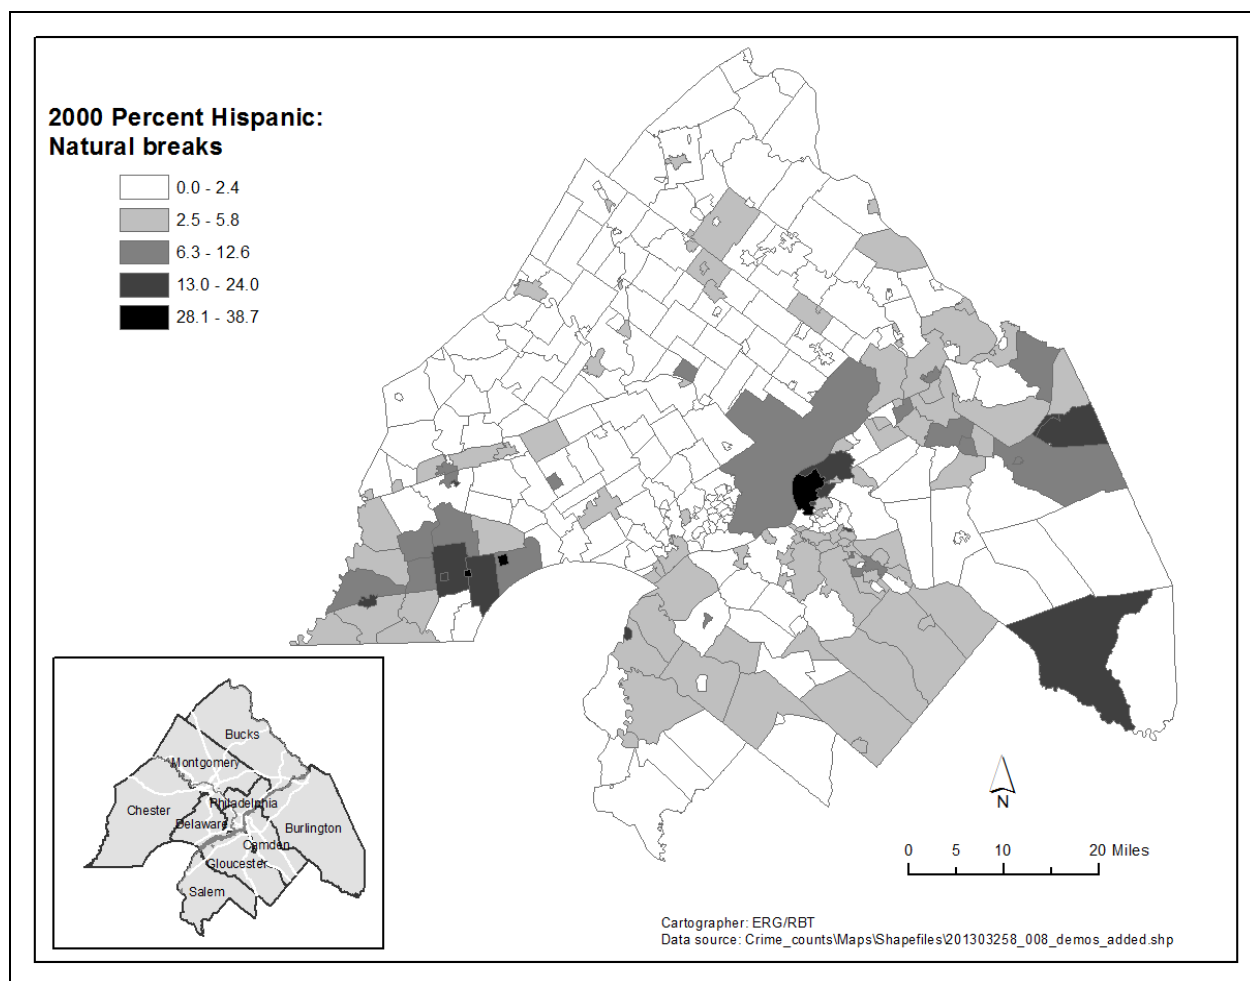 2000 Percent Hispanic:
Natural breaks
0.0 - 2.4
2.5 - 5.8
6.3 - 12.6
13.0 - 24.0
28.1 - 38.7
Bucks
Montgomery
Philadelphia
Chester
Delaware
Burlington
Camden
Gloucester
Salem
N
0 5 10 20 Miles
Cartographer: ERG/RBT
Data source: Crime_counts\Maps\Shapefiles\201303258_008_demos_added.shp